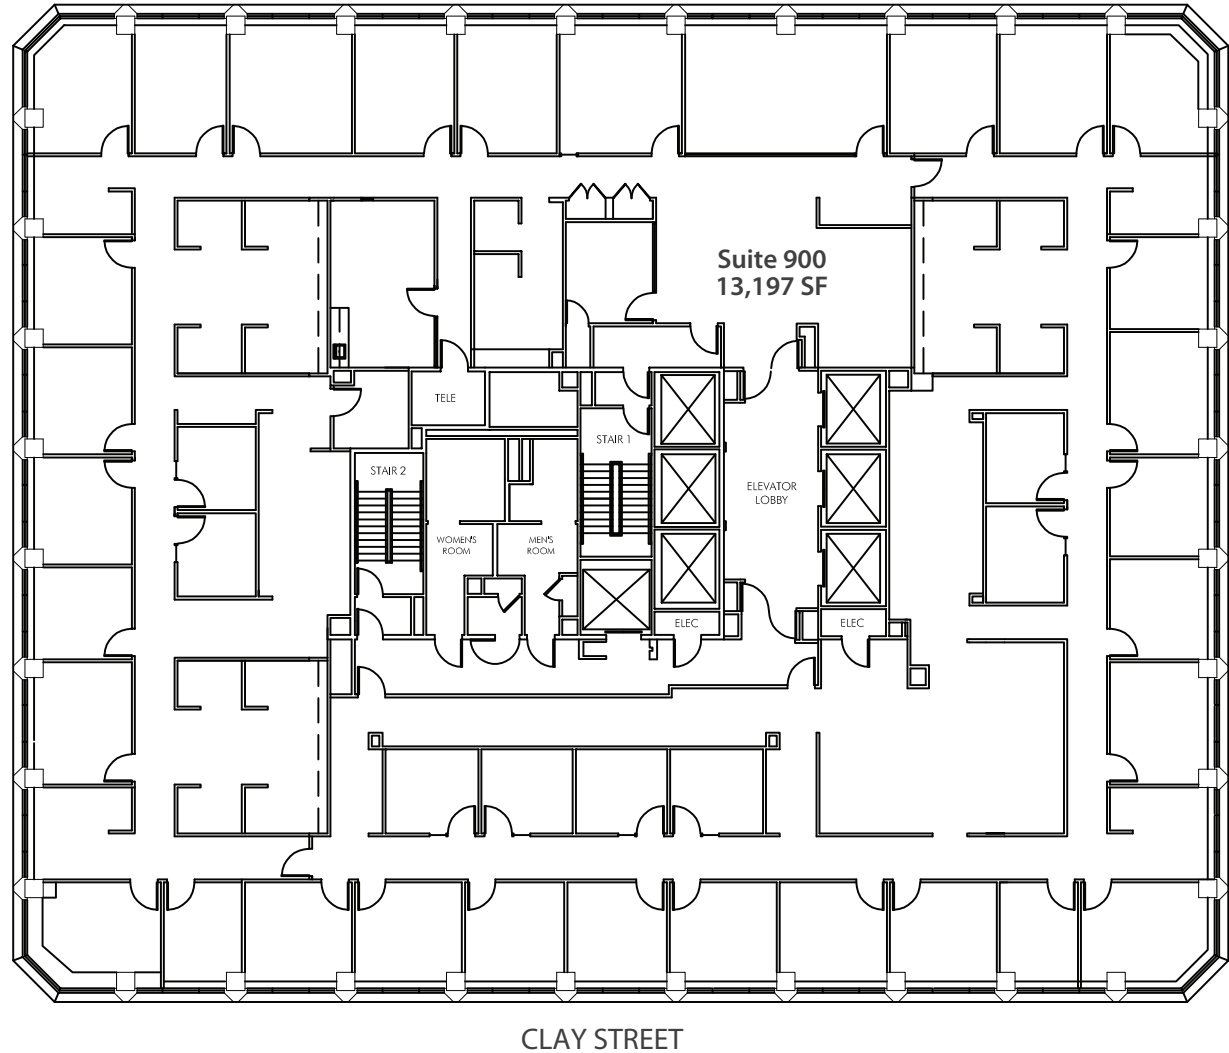 Suite 900
13,197 SF
TELE
STAIR 1
STAIR 2
ELEVATOR
LOBBY
WOMEN'S
ROOM
MEN'S
ROOM
ELEC
ELEC
CLAY STREET